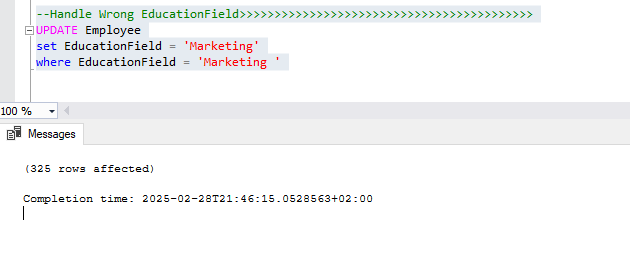 --Handle Wrong EducationField>>>>>>>>>>>>>>>>>>>>>>>>>>>>>>>>>>>>>>>>>>
UPDATE Employee
set EducationField = 'Marketing'
where EducationField = 'Marketing '
100 %
Messages
(325 rows affected)
Completion time: 2025-02-28T21:46:15.0528563+02:00